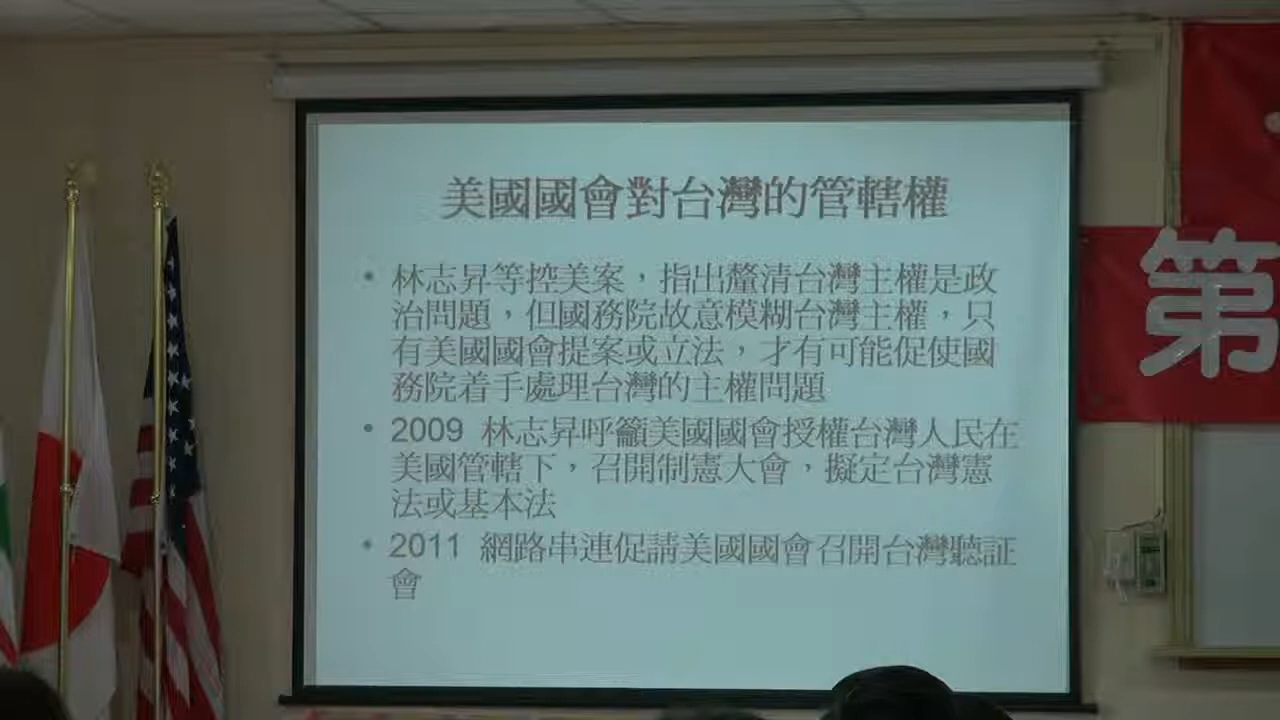 美國國會對台灣的管轄權
• 林志昇等控美案，指出釐清台灣主權是政
治問題，但國務院故意模糊台灣主權，只
有美國國會提案或立法，才有可能促使國
務院着手處理台灣的主權問題
• 2009 林志昇呼籲美國國會授權台灣人民在
美國管轄下，召開制憲大會，擬定台灣憲
法或基本法
• 2011 網路串連促請美國國會召開台灣聽証
會
第